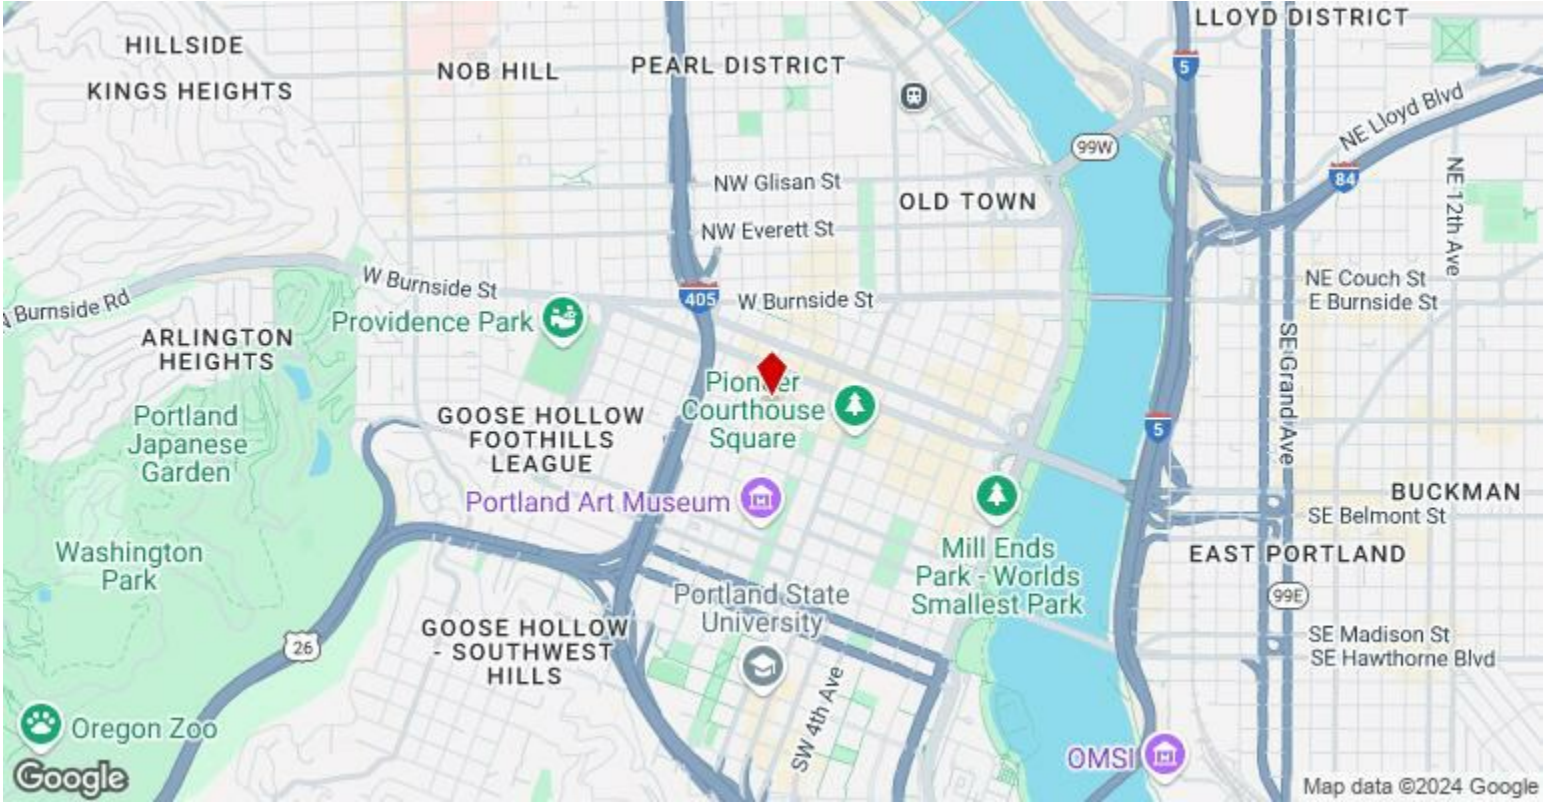 LLOYD DISTRICT
HILLSIDE
PEARL DISTRICT
5
NOB HILL
KINGS HEIGHTS
NE Lloyd Blvd
99W
84
NW Glisan St
OLD TOWN
NE 12th Ave
NW Everett St
W Burnside St
NE Couch St
405
W Burnside St
E Burnside St
Burnside Rd
Providence Park
ARLINGTON
HEIGHTS
SE Grand Ave
Pioneer
Courthouse
Square
Portland
Japanese
Garden
GOOSE HOLLOW
FOOTHILLS
LEAGUE
5
Portland Art Museum
BUCKMAN
SE Belmont St
Washington
Park
Mill Ends
Park - Worlds
Smallest Park
EAST PORTLAND
Portland State
University
99E
GOOSE HOLLOW
- SOUTHWEST
HILLS
26
SE Madison St
SE Hawthorne Blvd
SW 4th Ave
Oregon Zoo
OMSI
Google
Map data ©2024 Google